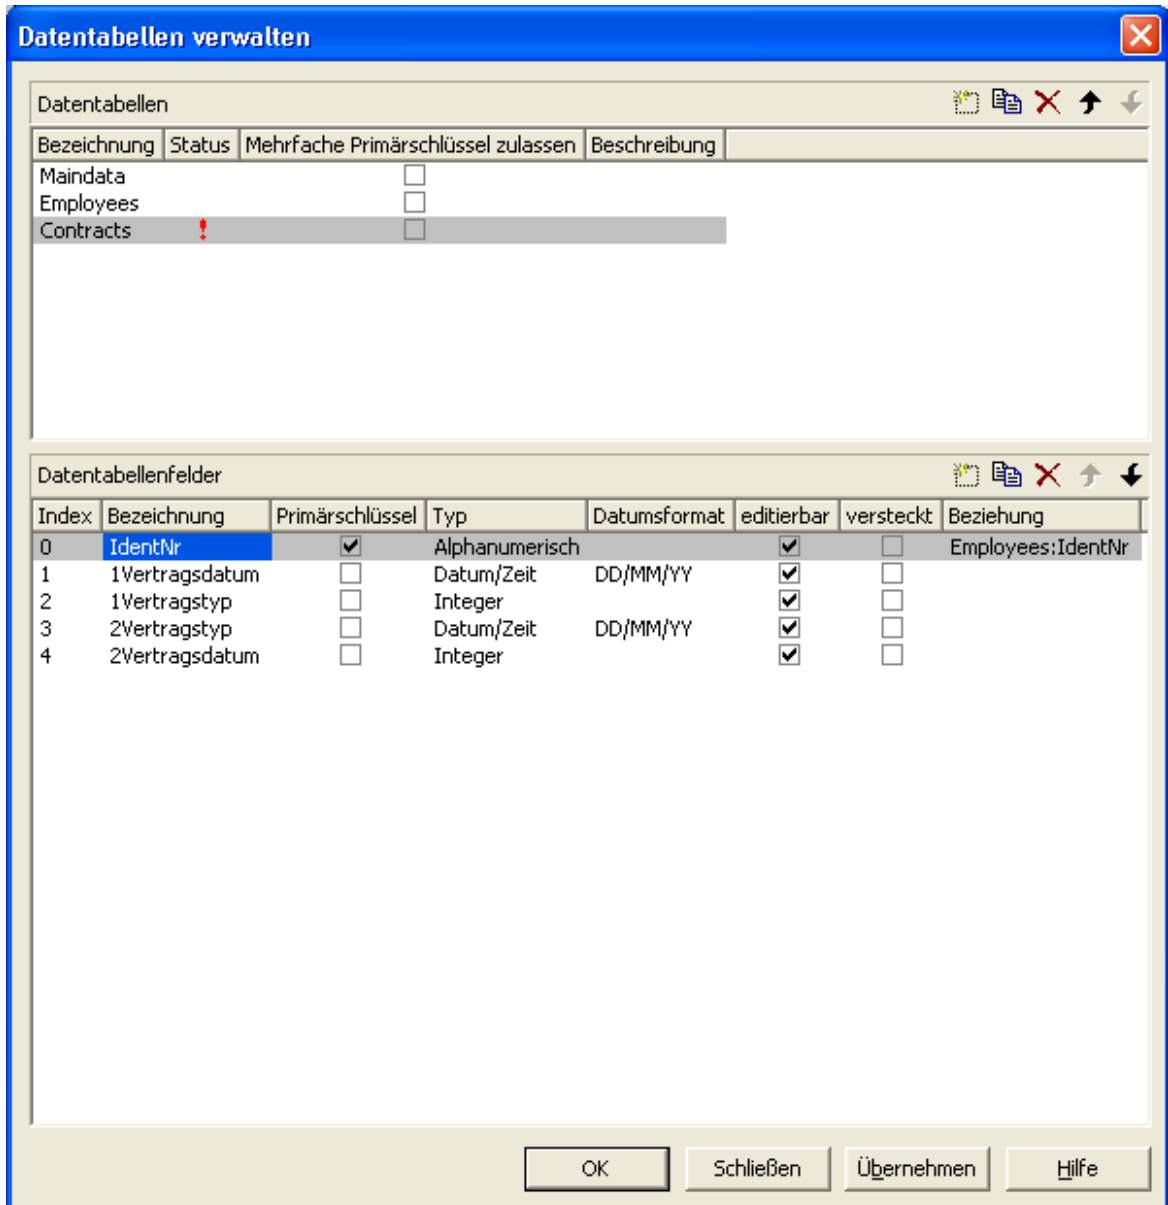 Datentabellen verwalten
Datentabellen
Bezeichnung Status Mehrfache Primärschlüssel zulassen Beschreibung
Maindata
Employees
Contracts !
Datentabellenfelder
Index Bezeichnung Primärschlüssel Typ Datumsformat editierbar versteckt Beziehung
0 IdentNr Alphanumerisch Employees:IdentNr
1 1Vertragsdatum Datum/Zeit DD/MM/YY
2 1Vertragstyp Integer
3 2Vertragstyp Datum/Zeit DD/MM/YY
4 2Vertragsdatum Integer
OK Schließen Übernehmen Hilfe